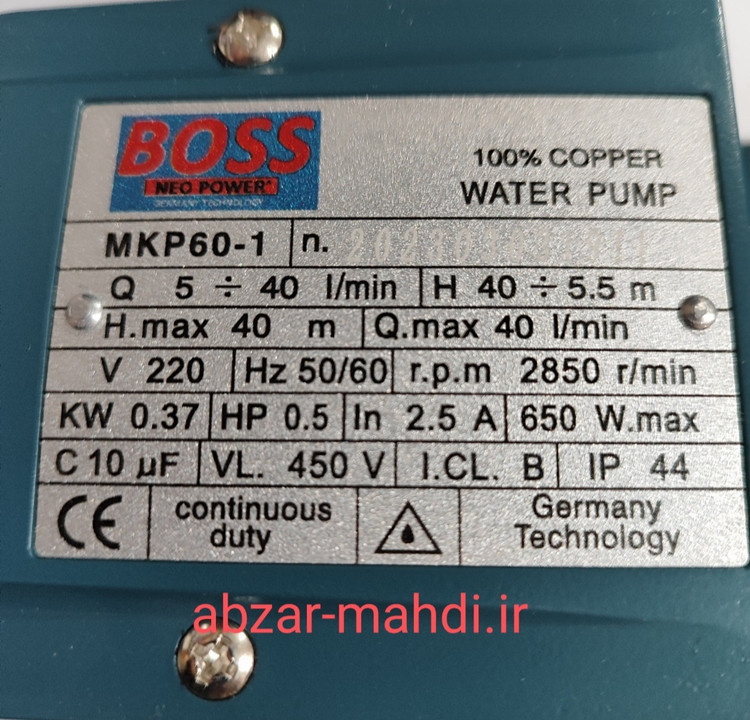 BOSS
NEO POWER
GERMANY TECHNOLOGY
100% COPPER
WATER PUMP
MKP60-1 n.
Q 5 ÷ 40 l/min H 40 ÷ 5.5 m
H.max 40 m Q.max 40 l/min
V 220 Hz 50/60 r.p.m 2850 r/min
KW 0.37 HP 0.5 In 2.5 A 650 W.max
C 10 µF VL. 450 V I.CL. B IP 44
CE continuous duty Germany Technology
abzar-mahdi.ir